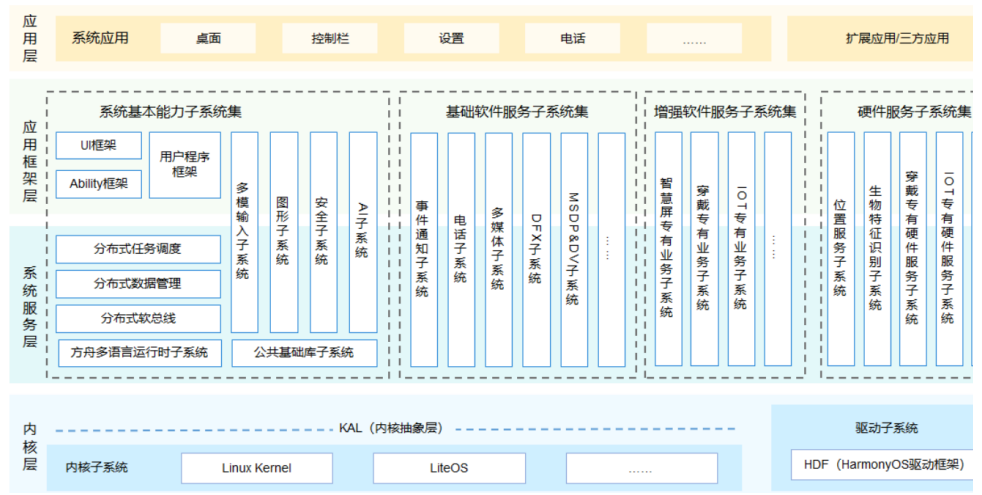 应用层
系统应用
桌面
控制栏
设置
电话
……
扩展应用/三方应用
应用框架层
系统服务层
系统基本能力子系统集
UI框架
Ability框架
用户程序
框架
多模输入子系统
图形子系统
安全子系统
AI子系统
分布式任务调度
分布式数据管理
分布式软总线
方舟多语言运行时子系统
公共基础库子系统
基础软件服务子系统集
事件通知子系统
电话子系统
多媒体子系统
DFX子系统
MSDP&DV子系统
……
增强软件服务子系统集
智慧屏专有业务子系统
穿戴专有业务子系统
IOT专有业务子系统
……
硬件服务子系统集
位置服务子系统
生物特征识别子系统
穿戴专有硬件服务子系统
IOT专有硬件服务子系统
内核层
KAL（内核抽象层）
内核子系统
Linux Kernel
LiteOS
……
驱动子系统
HDF（HarmonyOS驱动框架）